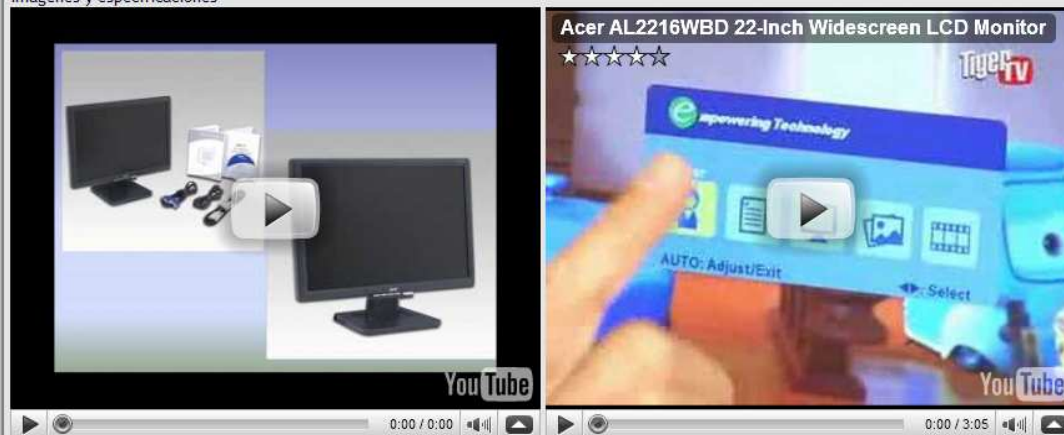 Imágenes y especificaciones
Acer AL2216WBD 22-Inch Widescreen LCD Monitor
TigerTV
empowering Technology
AUTO: Adjust/Exit
Select
YouTube
YouTube
0:00 / 0:00
0:00 / 3:05